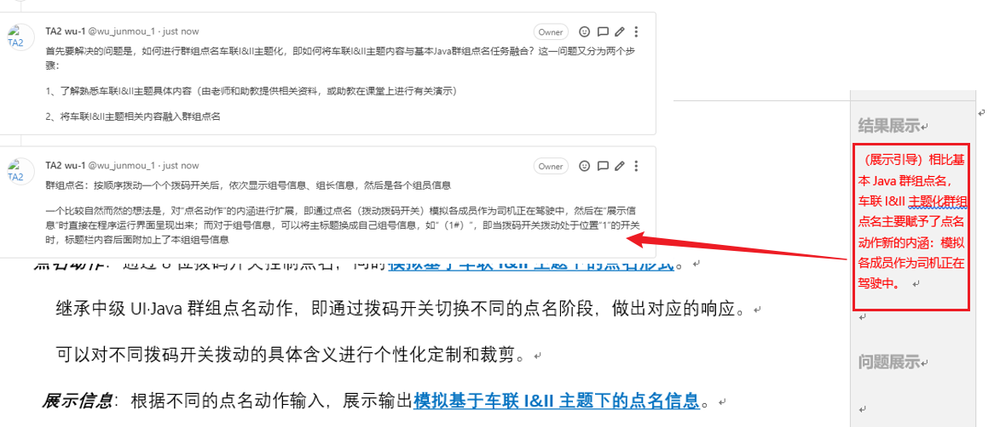 TA2 wu-1 @wu_junmou_1 · just now
Owner
TA2
首先要解决的问题是，如何进行群组点名车联I&II主题化，即如何将车联I&II主题内容与基本Java群组点名任务融合？这一问题又分为两个步
骤：
1、了解熟悉车联I&II主题具体内容（由老师和助教提供相关资料，或助教在课堂上进行有关演示）
2、将车联I&II主题相关内容融入群组点名
TA2 wu-1 @wu_junmou_1 · just now
Owner
TA2
群组点名：按顺序拨动一个个拨码开关后，依次显示组号信息、组长信息，然后是各个组员信息
一个比较自然而然的想法是，对“点名动作”的内涵进行扩展，即通过点名（拨动拨码开关）模拟各成员作为司机正在驾驶中，然后在“展示信
息”时直接在程序运行界面呈现出来；而对于组号信息，可以将主标题换成自己组号信息，如“（1#）”，即当拨码开关拨动处于位置“1”的开关
时，标题栏内容后面附加上了本组组号信息
点名动作：通过 8 位拨码开关控制点名，同时模拟基于车联 I&II 主题下的点名形式。
继承中级 UI·Java 群组点名动作，即通过拨码开关切换不同的点名阶段，做出对应的响应。
可以对不同拨码开关拨动的具体含义进行个性化定制和裁剪。
展示信息：根据不同的点名动作输入，展示输出模拟基于车联 I&II 主题下的点名信息。
结果展示
（展示引导）相比基
本 Java 群组点名，
车联 I&II 主题化群组
点名主要赋予了点名
动作新的内涵：模拟
各成员作为司机正在
驾驶中。
问题展示